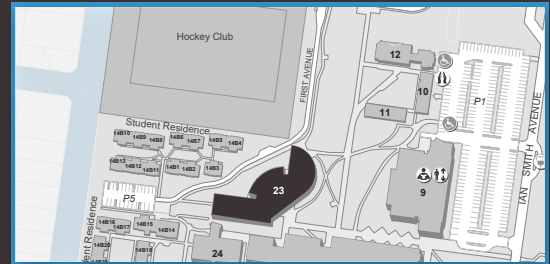 Hockey Club
FIRST AVENUE
12
10
P1
11
IAN SMITH AVENUE
Student Residence
14B10
14B9
14B8
14B6
14B7
14B5
14B4
14B13
14B12
14B11
14B1
14B2
14B3
23
9
P5
14B16
14B17
14B15
14B14
24
14B18
ent Residence